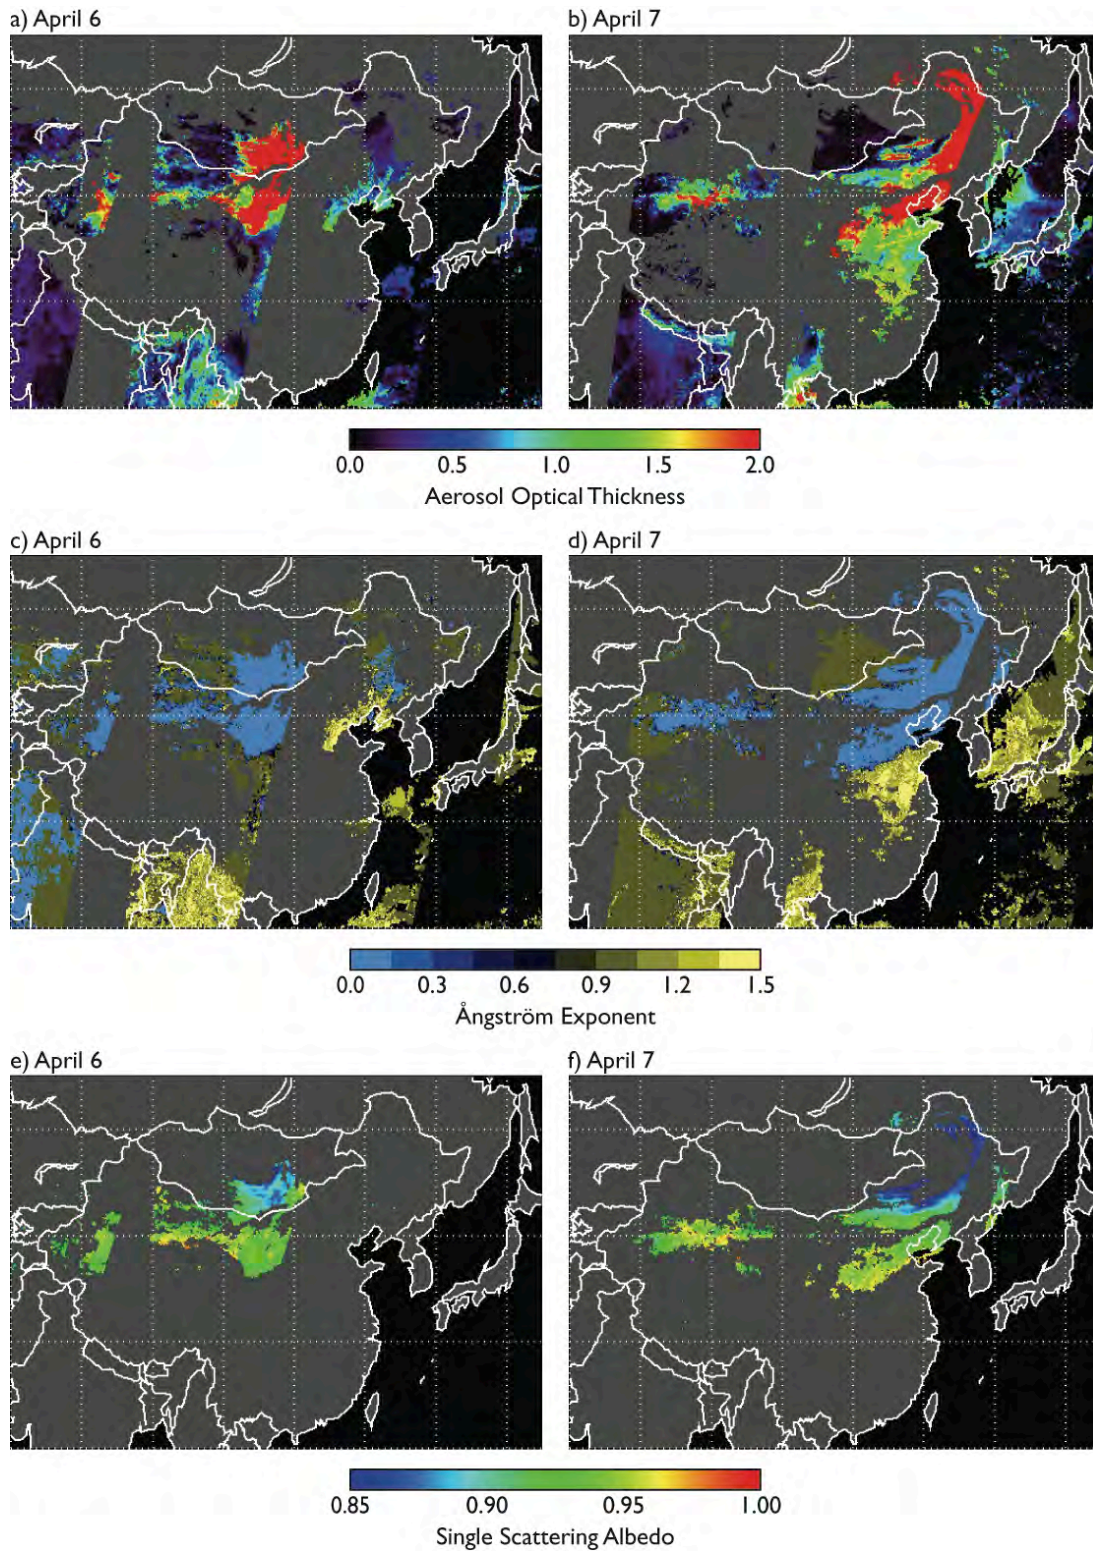 a) April 6
b) April 7
0.0 0.5 1.0 1.5 2.0
Aerosol Optical Thickness
c) April 6
d) April 7
0.0 0.3 0.6 0.9 1.2 1.5
Ångström Exponent
e) April 6
f) April 7
0.85 0.90 0.95 1.00
Single Scattering Albedo